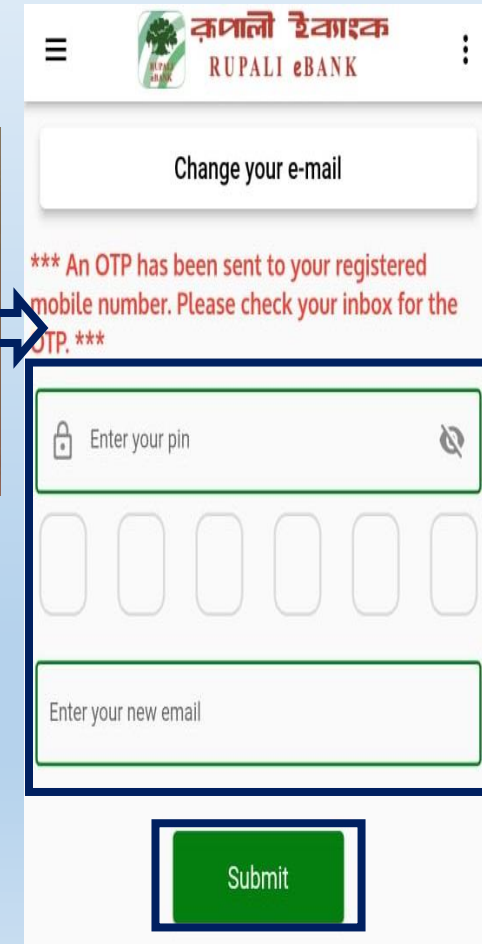 রূপালী ইব্যাংক
RUPALI eBANK
Change your e-mail
*** An OTP has been sent to your registered
mobile number. Please check your inbox for the
OTP. ***
Enter your pin
Enter your new email
Submit